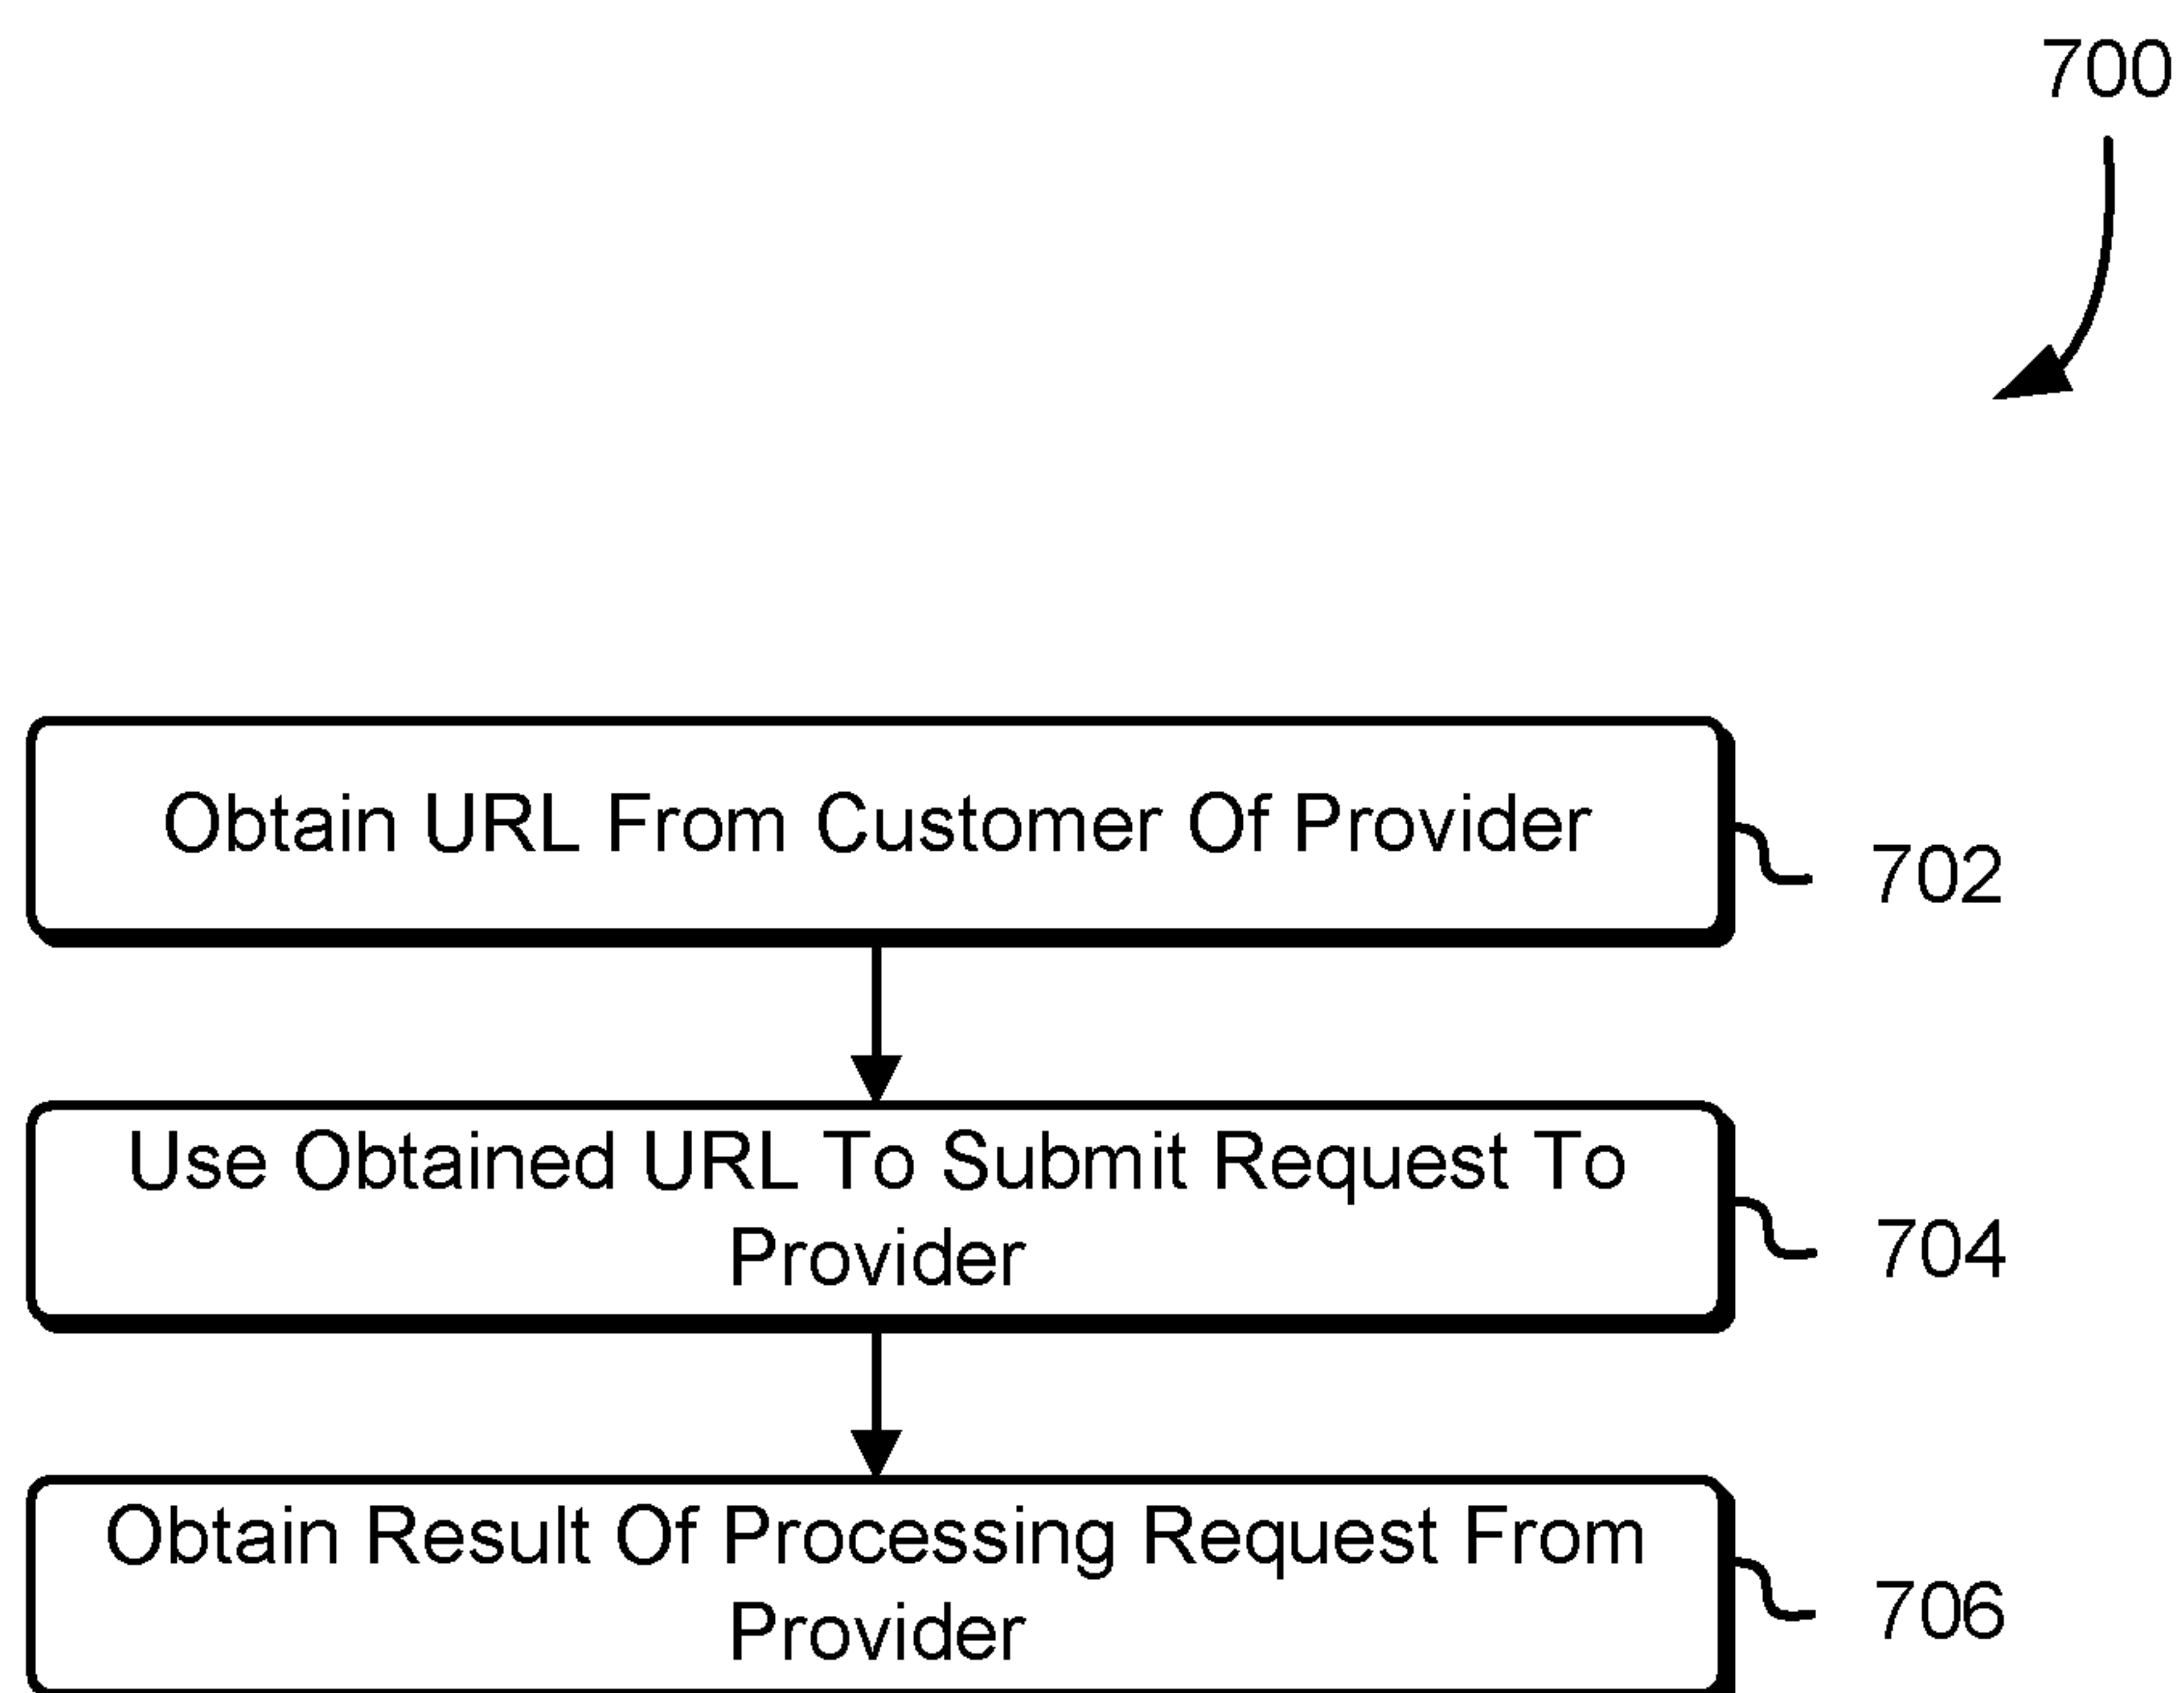 700
Obtain URL From Customer Of Provider
702
Use Obtained URL To Submit Request To
Provider
704
Obtain Result Of Processing Request From
Provider
706